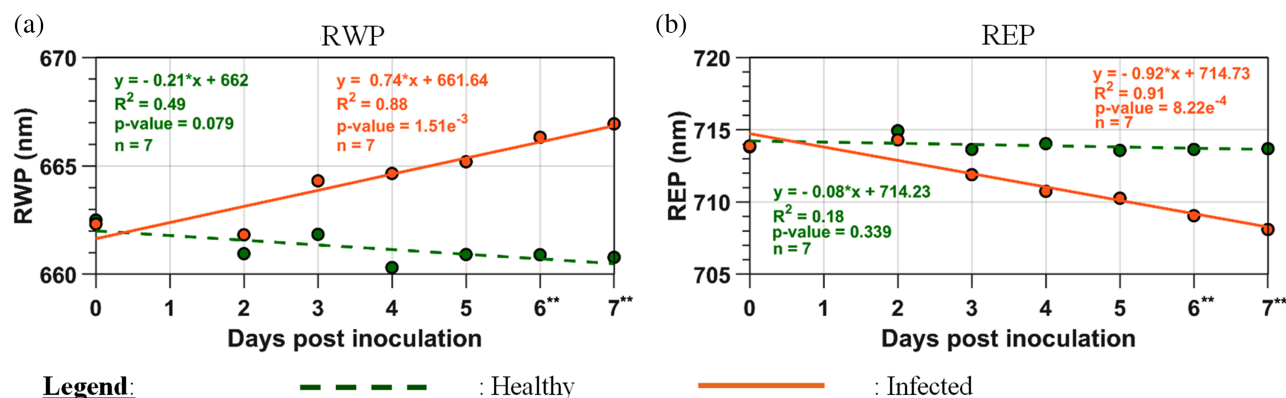 (a)
RWP
670
665
660
RWP (nm)
y = - 0.21*x + 662
R² = 0.49
p-value = 0.079
n = 7
y = 0.74*x + 661.64
R² = 0.88
p-value = 1.51e⁻³
n = 7
0 1 2 3 4 5 6** 7**
Days post inoculation
(b)
REP
720
715
710
705
REP (nm)
y = - 0.92*x + 714.73
R² = 0.91
p-value = 8.22e⁻⁴
n = 7
y = - 0.08*x + 714.23
R² = 0.18
p-value = 0.339
n = 7
0 1 2 3 4 5 6** 7**
Days post inoculation
Legend: : Healthy : Infected